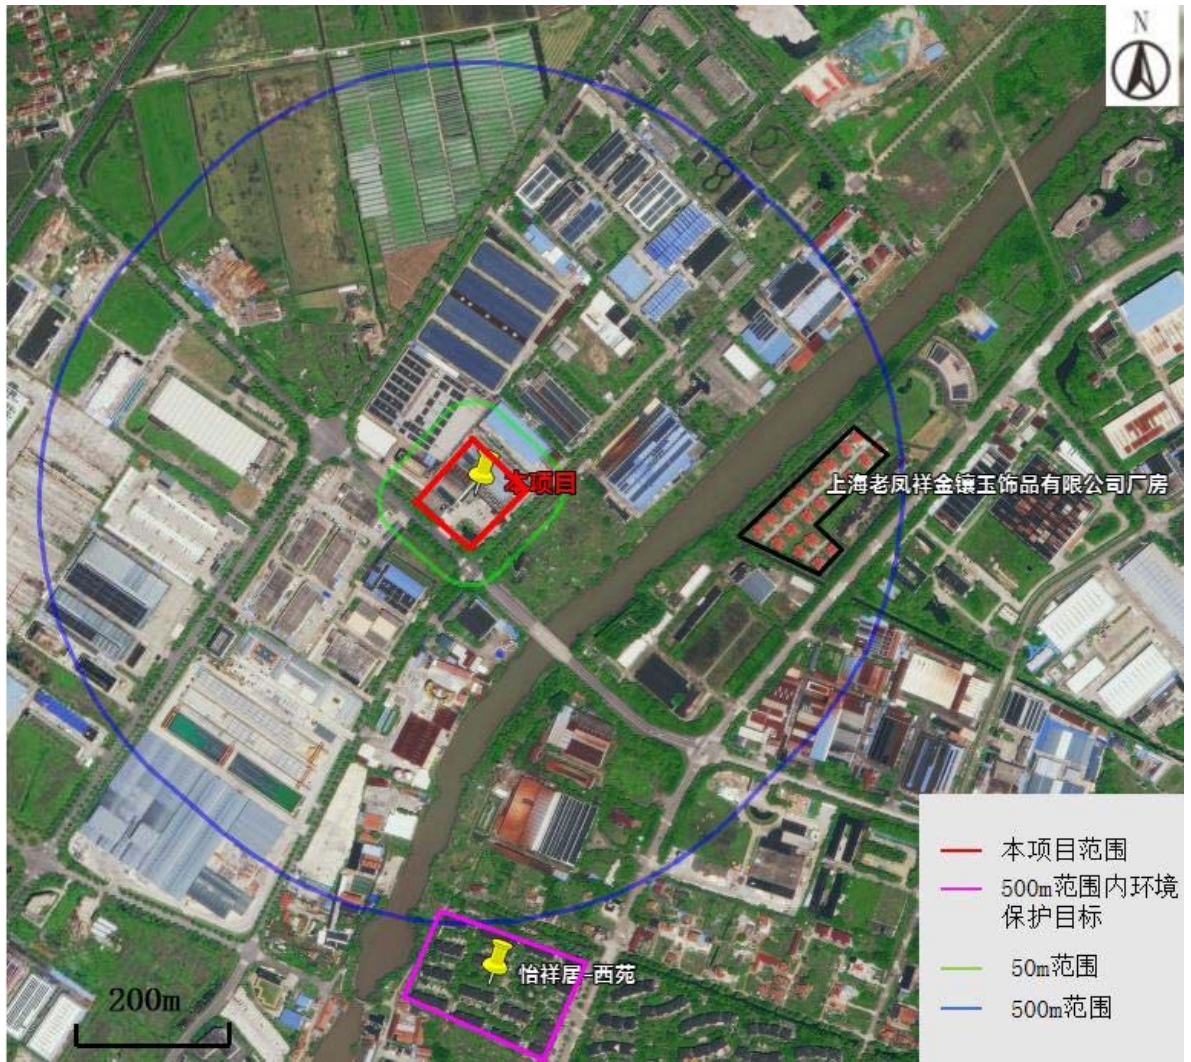 N
本项目
上海老凤祥金镶玉饰品有限公司厂房
本项目范围
500m范围内环境
保护目标
50m范围
500m范围
怡祥居-西苑
200m